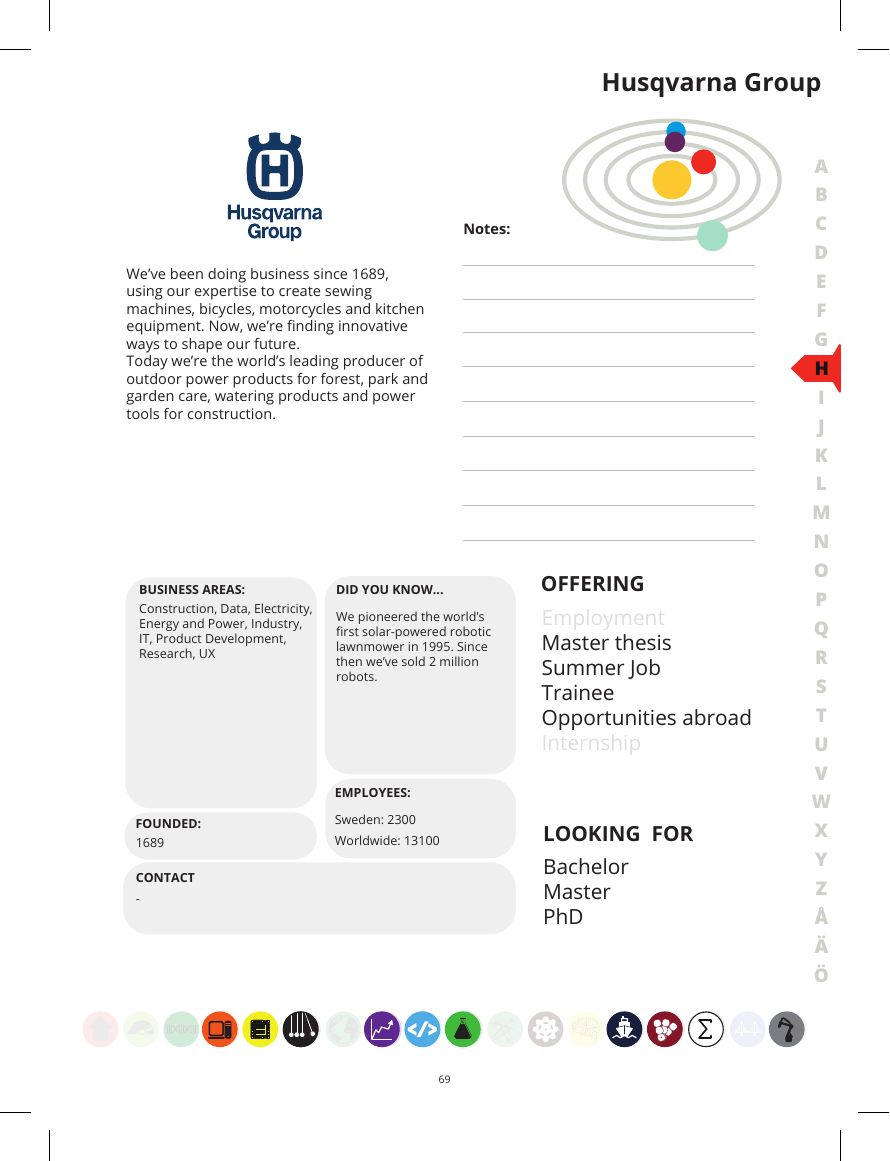 Husqvarna Group
H
Husqvarna
Group
We’ve been doing business since 1689,
using our expertise to create sewing
machines, bicycles, motorcycles and kitchen
equipment. Now, we’re finding innovative
ways to shape our future.
Today we’re the world’s leading producer of
outdoor power products for forest, park and
garden care, watering products and power
tools for construction.
Notes:
BUSINESS AREAS:
Construction, Data, Electricity,
Energy and Power, Industry,
IT, Product Development,
Research, UX
DID YOU KNOW...
We pioneered the world’s
first solar-powered robotic
lawnmower in 1995. Since
then we’ve sold 2 million
robots.
FOUNDED:
1689
EMPLOYEES:
Sweden: 2300
Worldwide: 13100
CONTACT
-
OFFERING
Employment
Master thesis
Summer Job
Trainee
Opportunities abroad
Internship
LOOKING FOR
Bachelor
Master
PhD
A
B
C
D
E
F
G
H
I
J
K
L
M
N
O
P
Q
R
S
T
U
V
W
X
Y
Z
Å
Ä
Ö
</>
Σ
69